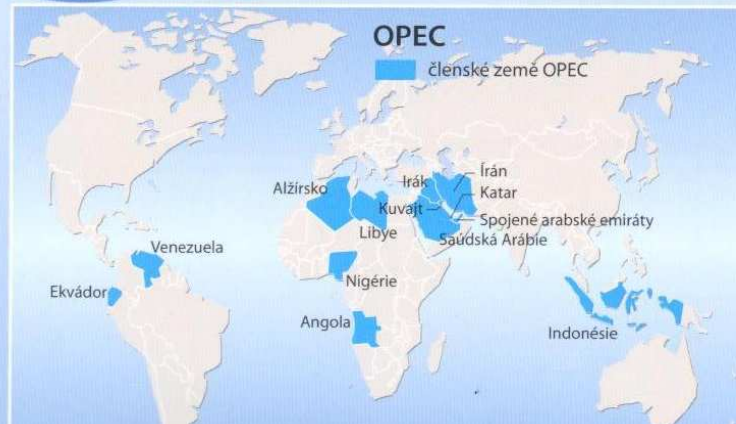 OPEC
členské země OPEC
Alžírsko
Irák
Írán
Katar
Kuvajt
Spojené arabské emiráty
Libye
Saúdská Arábie
Venezuela
Nigérie
Ekvádor
Angola
Indonésie